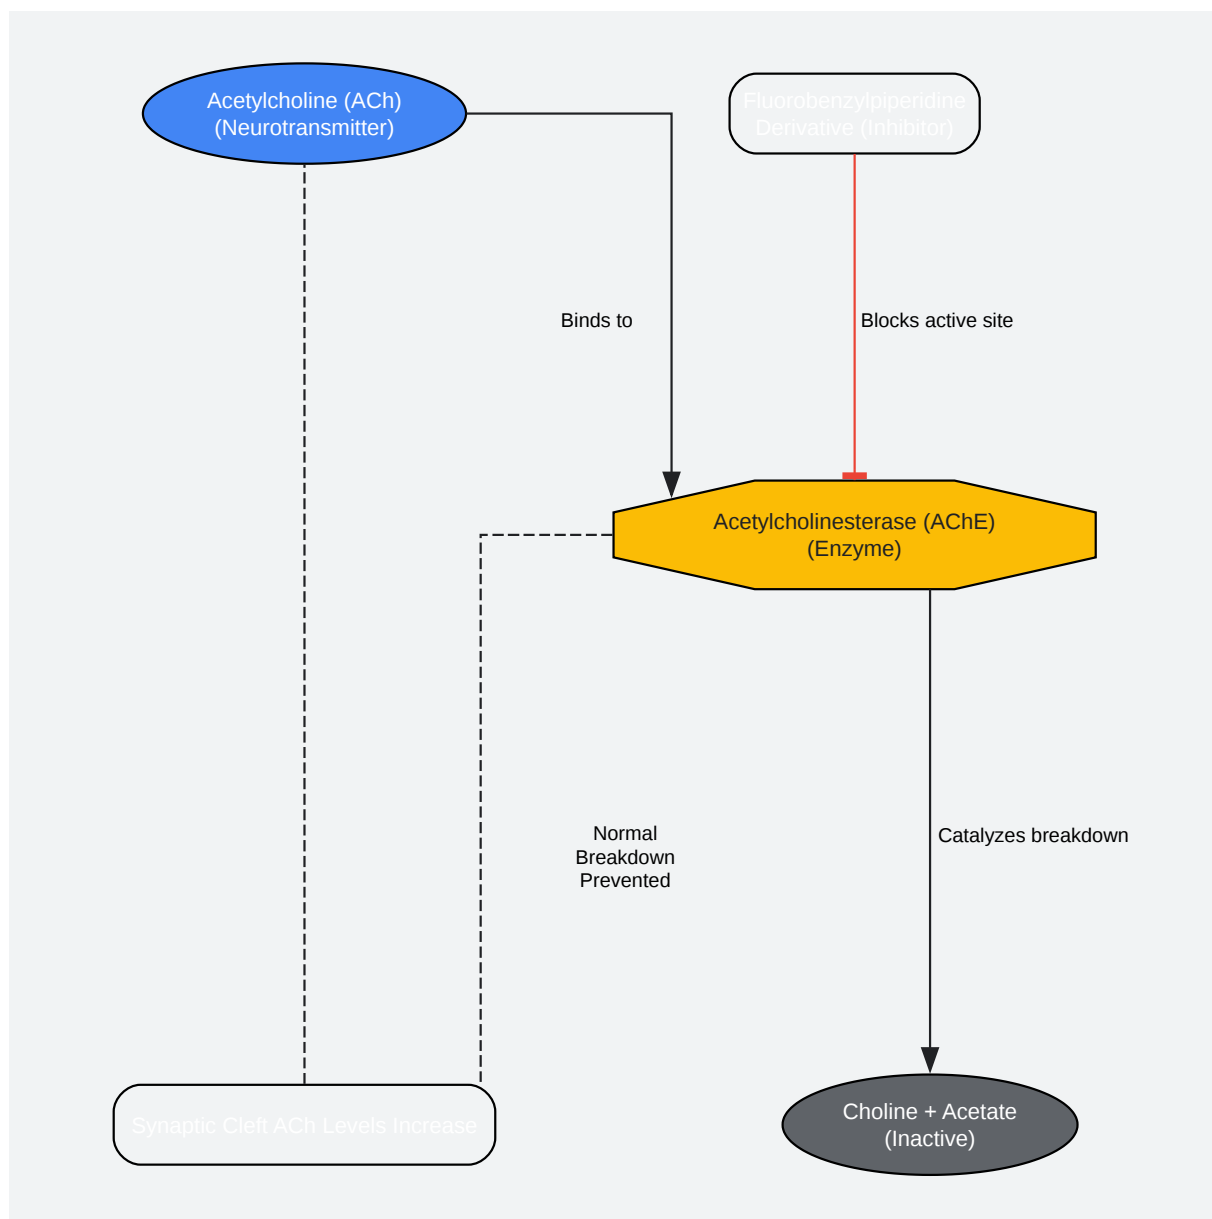 Acetylcholine (ACh)
(Neurotransmitter)
Fluorobenzylpiperidine
Derivative (Inhibitor)
Binds to
Blocks active site
Acetylcholinesterase (AChE)
(Enzyme)
Normal
Breakdown
Prevented
Catalyzes breakdown
Synaptic Cleft ACh Levels Increase
Choline + Acetate
(Inactive)